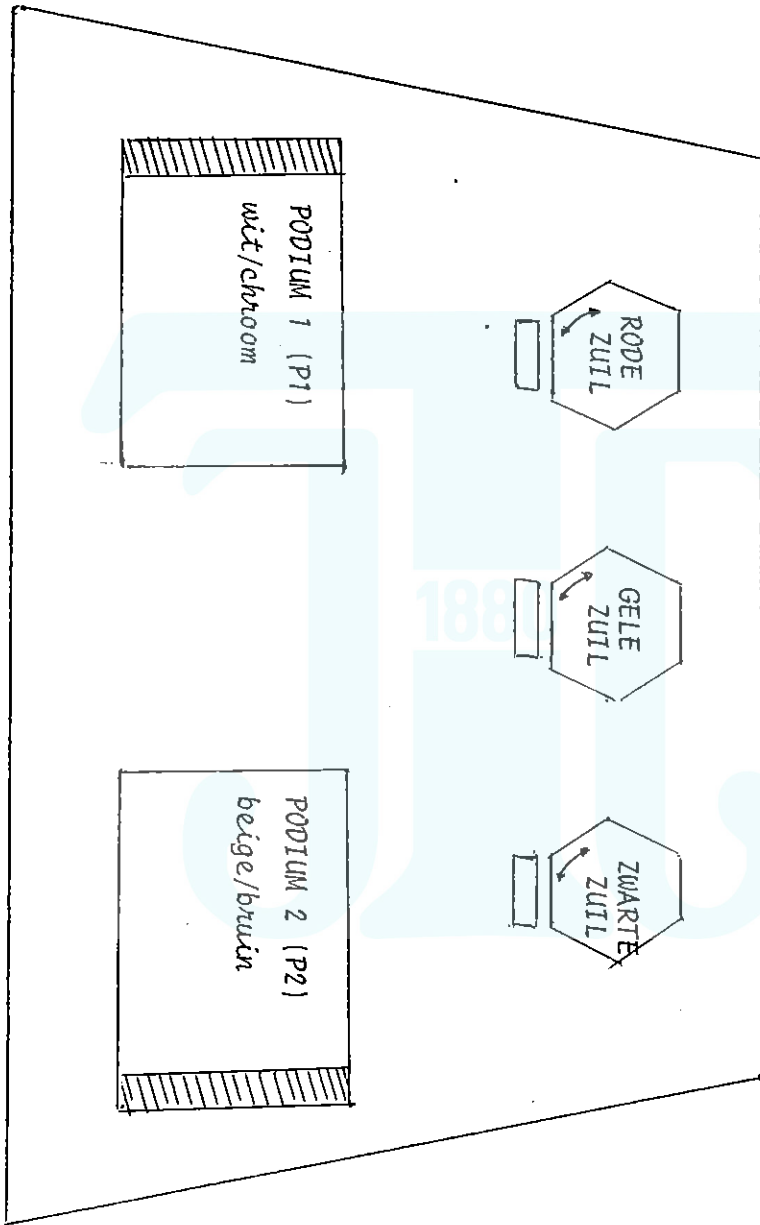 RODE
ZUIL
GELE
ZUIL
ZWARTE
ZUIL
PODIUM 1 (P1)
wit/chroom
PODIUM 2 (P2)
beige/bruin